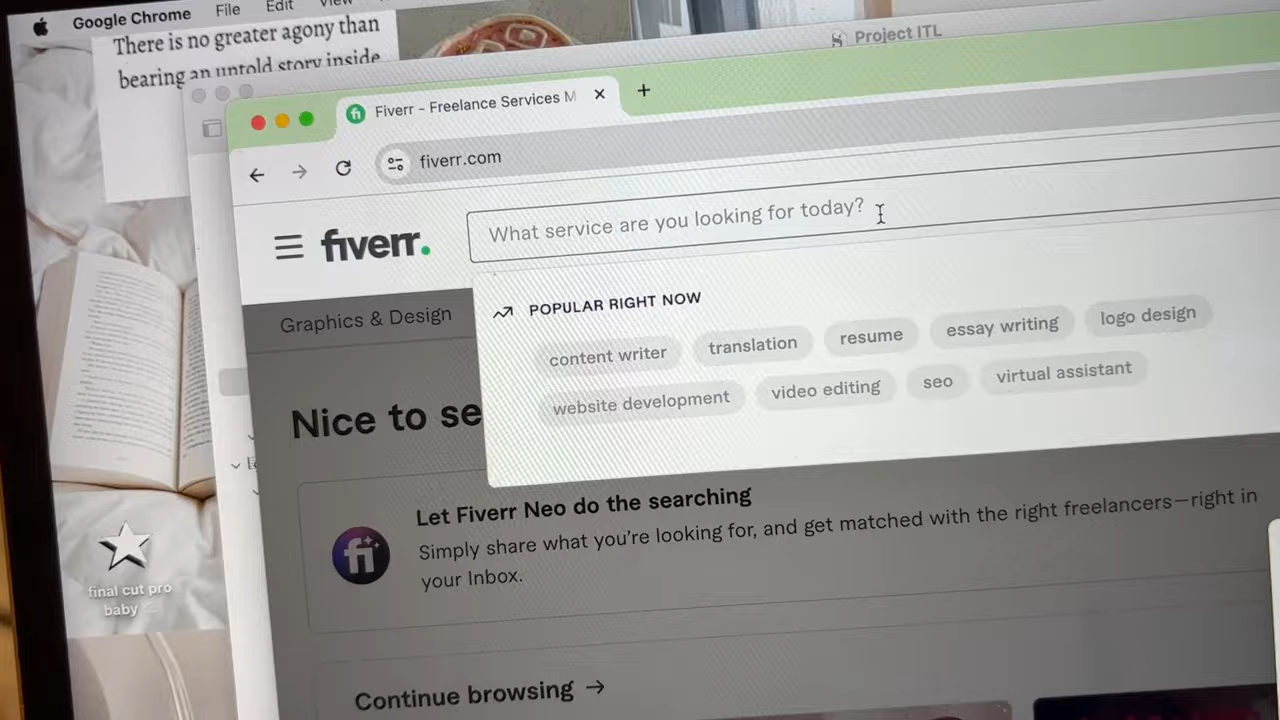 Google Chrome File Edit View
There is no greater agony than
bearing an untold story inside
Project ITL
Fiverr - Freelance Services M
fiverr.com
fiverr.
What service are you looking for today?
POPULAR RIGHT NOW
Graphics & Design
content writer translation resume essay writing logo design
website development video editing seo virtual assistant
Nice to se
Let Fiverr Neo do the searching
fi
Simply share what you're looking for, and get matched with the right freelancers—right in
your Inbox.
final cut pro
baby
Continue browsing →